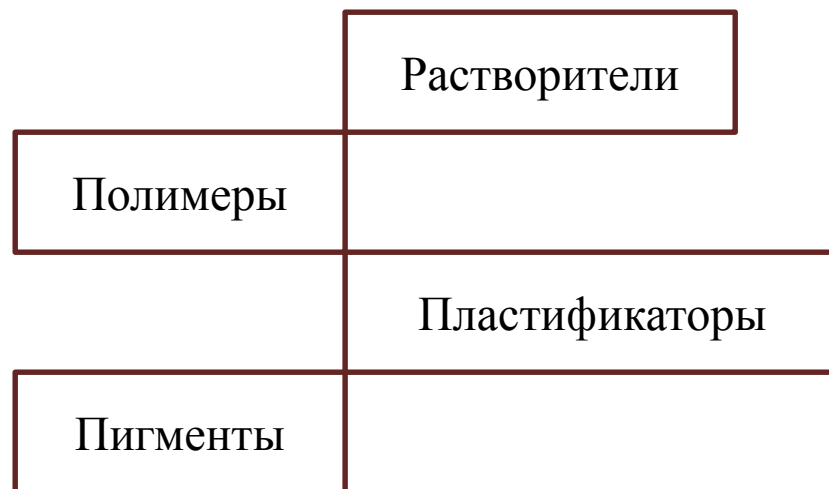 Растворители
Полимеры
Пластификаторы
Пигменты